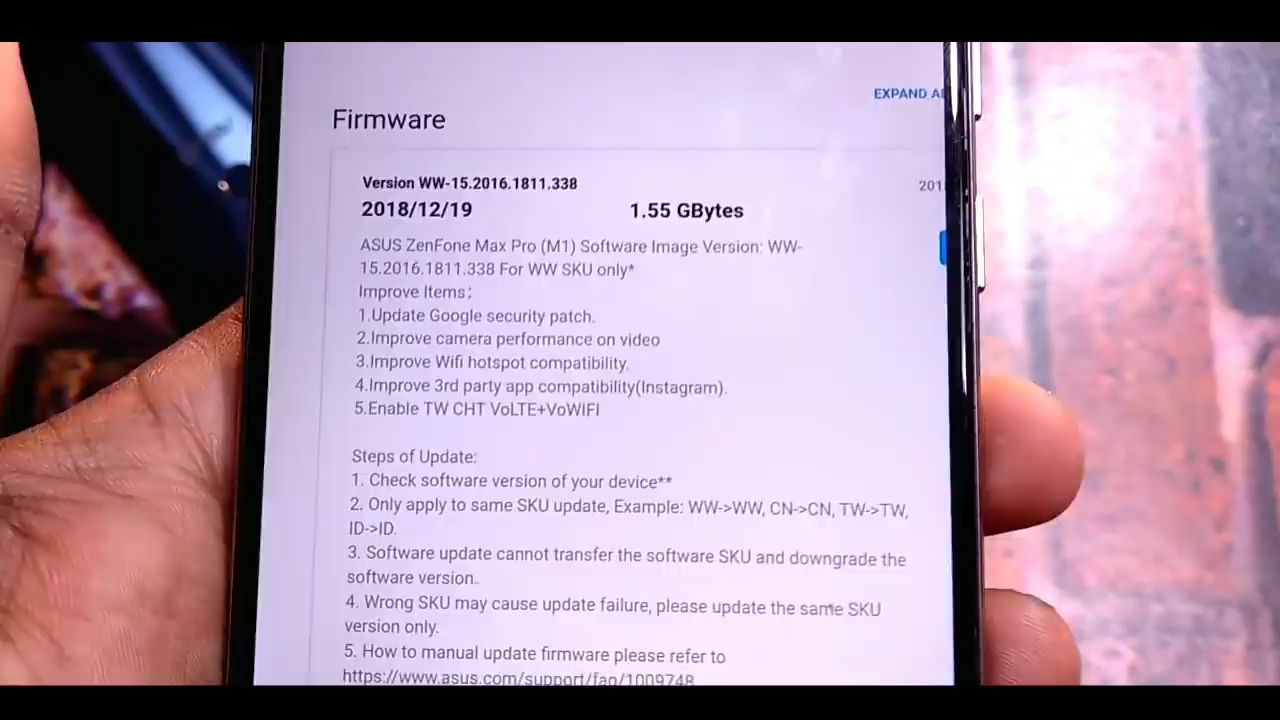 EXPAND
Firmware
Version WW-15.2016.1811.338
201
2018/12/19 1.55 GBytes
ASUS ZenFone Max Pro (M1) Software Image Version: WW-
15.2016.1811.338 For WW SKU only*
Improve Items:
1.Update Google security patch.
2.Improve camera performance on video
3.Improve Wifi hotspot compatibility.
4.Improve 3rd party app compatibility(Instagram).
5.Enable TW CHT VoLTE+VoWIFI
Steps of Update:
1. Check software version of your device**
2. Only apply to same SKU update, Example: WW->WW, CN->CN, TW->TW,
ID->ID.
3. Software update cannot transfer the software SKU and downgrade the
software version.
4. Wrong SKU may cause update failure, please update the same SKU
version only.
5. How to manual update firmware please refer to
https://www.asus.com/support/faq/1009748